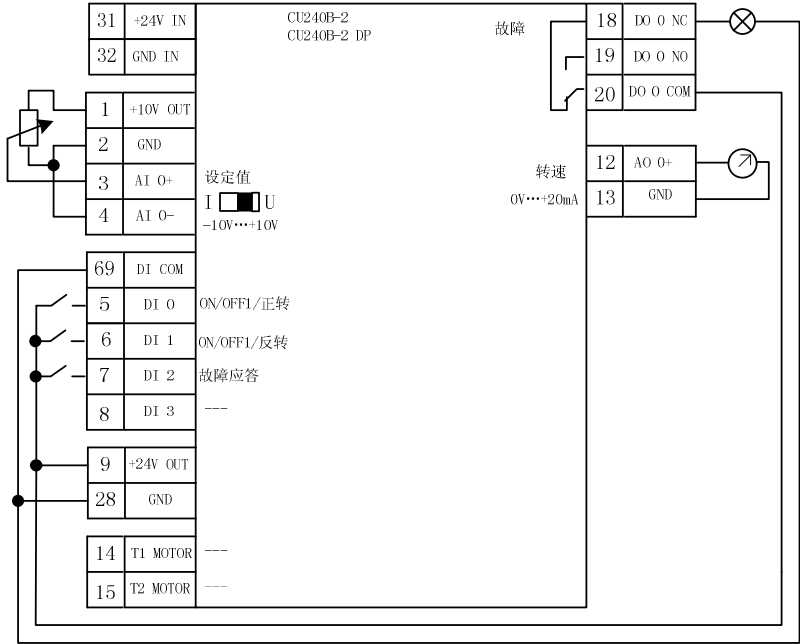 31 +24V IN
32 GND IN
1 +10V OUT
2 GND
3 AI 0+
4 AI 0-
69 DI COM
5 DI 0
6 DI 1
7 DI 2
8 DI 3
9 +24V OUT
28 GND
14 T1 MOTOR
15 T2 MOTOR
CU240B-2
CU240B-2 DP
设定值
I U
-10V···+10V
ON/OFF1/正转
ON/OFF1/反转
故障应答
---
---
---
故障
18 DO 0 NC
19 DO 0 NO
20 DO 0 COM
转速
0V···+20mA
12 AO 0+
13 GND